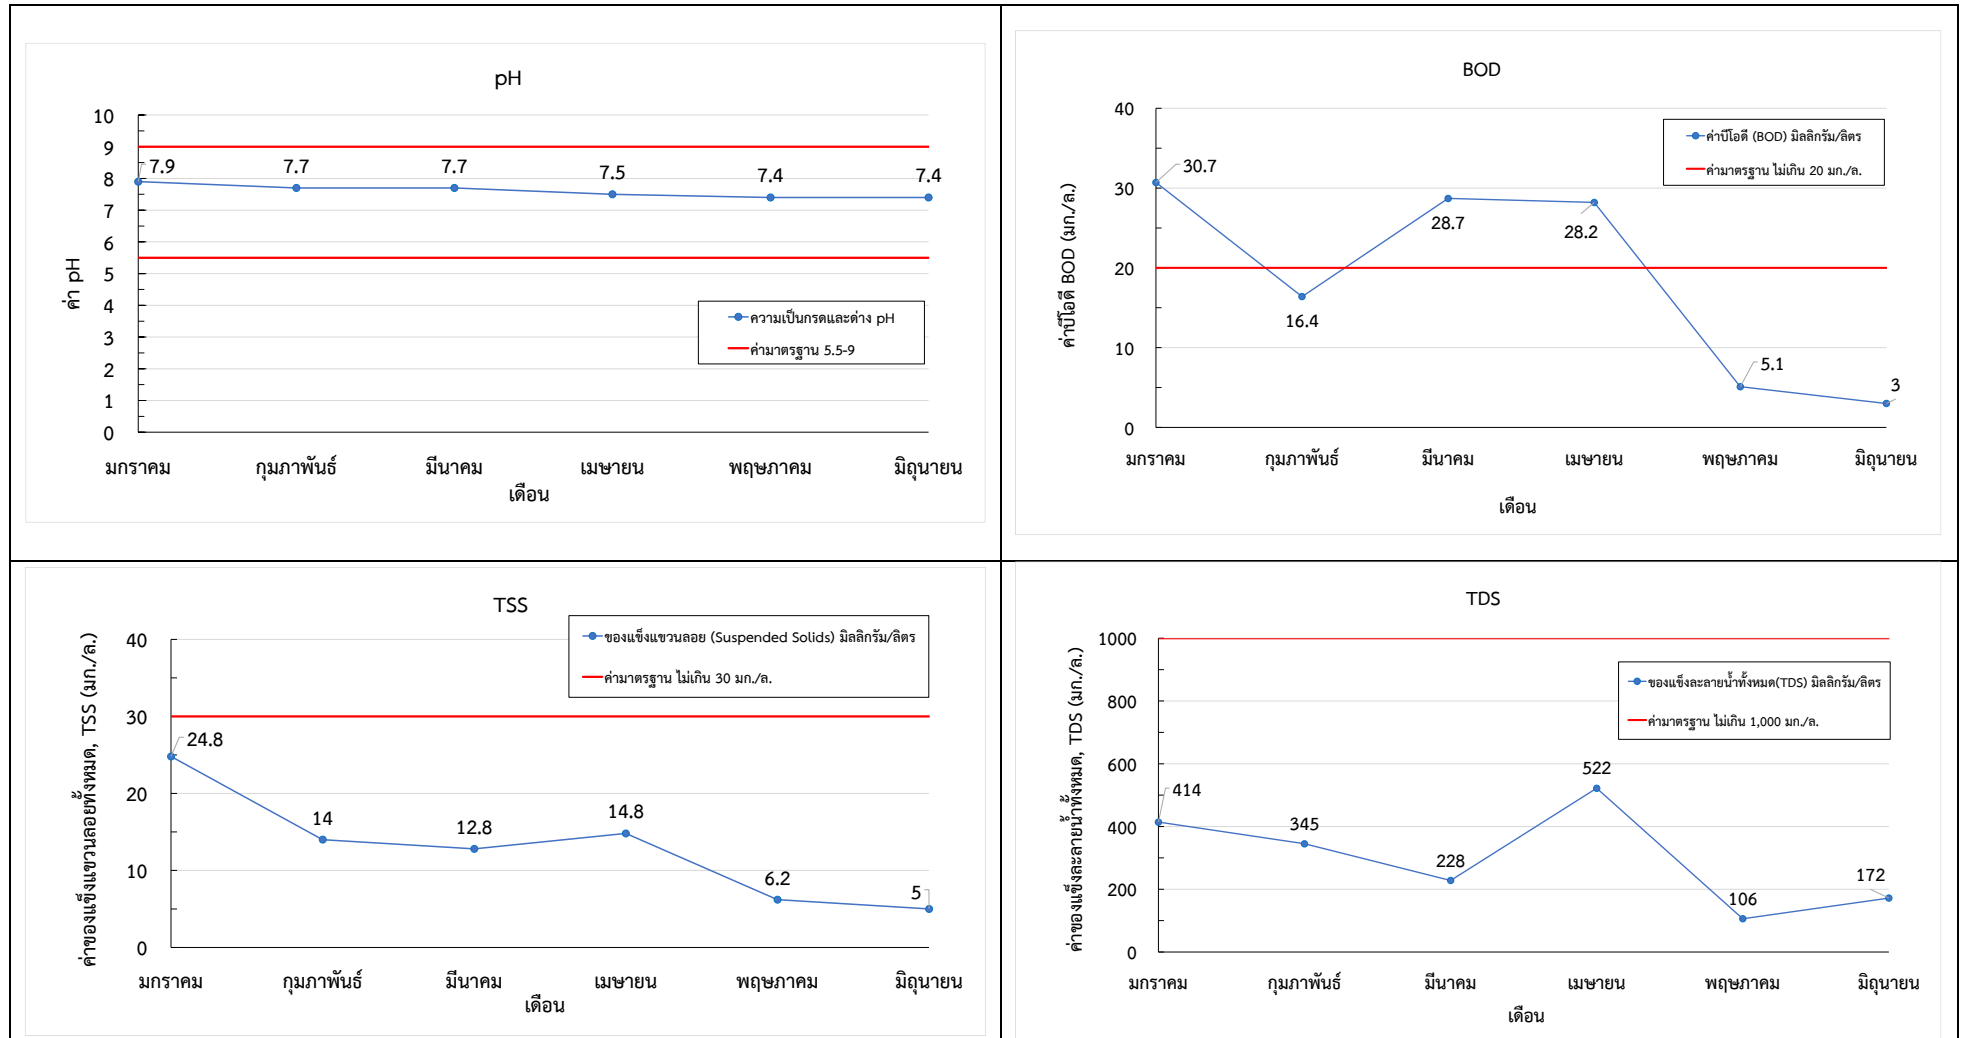 pH
ค่า pH
10
9
8
7
6
5
4
3
2
1
0
7.9
7.7
7.7
7.5
7.4
7.4
ความเป็นกรดและด่าง pH
ค่ามาตรฐาน 5.5-9
มกราคม กุมภาพันธ์ มีนาคม เมษายน พฤษภาคม มิถุนายน
เดือน
BOD
ค่าบีโอดี BOD (มก./ล.)
40
30
20
10
0
ค่าบีโอดี (BOD) มิลลิกรัม/ลิตร
ค่ามาตรฐาน ไม่เกิน 20 มก./ล.
30.7
16.4
28.7
28.2
5.1
3
มกราคม กุมภาพันธ์ มีนาคม เมษายน พฤษภาคม มิถุนายน
เดือน
TSS
ค่าของแข็งแขวนลอยทั้งหมด, TSS (มก./ล.)
40
30
20
10
0
ของแข็งแขวนลอย (Suspended Solids) มิลลิกรัม/ลิตร
ค่ามาตรฐาน ไม่เกิน 30 มก./ล.
24.8
14
12.8
14.8
6.2
5
มกราคม กุมภาพันธ์ มีนาคม เมษายน พฤษภาคม มิถุนายน
เดือน
TDS
ค่าของแข็งละลายน้ำทั้งหมด, TDS (มก./ล.)
1000
800
600
400
200
0
ของแข็งละลายน้ำทั้งหมด(TDS) มิลลิกรัม/ลิตร
ค่ามาตรฐาน ไม่เกิน 1,000 มก./ล.
414
345
228
522
106
172
มกราคม กุมภาพันธ์ มีนาคม เมษายน พฤษภาคม มิถุนายน
เดือน